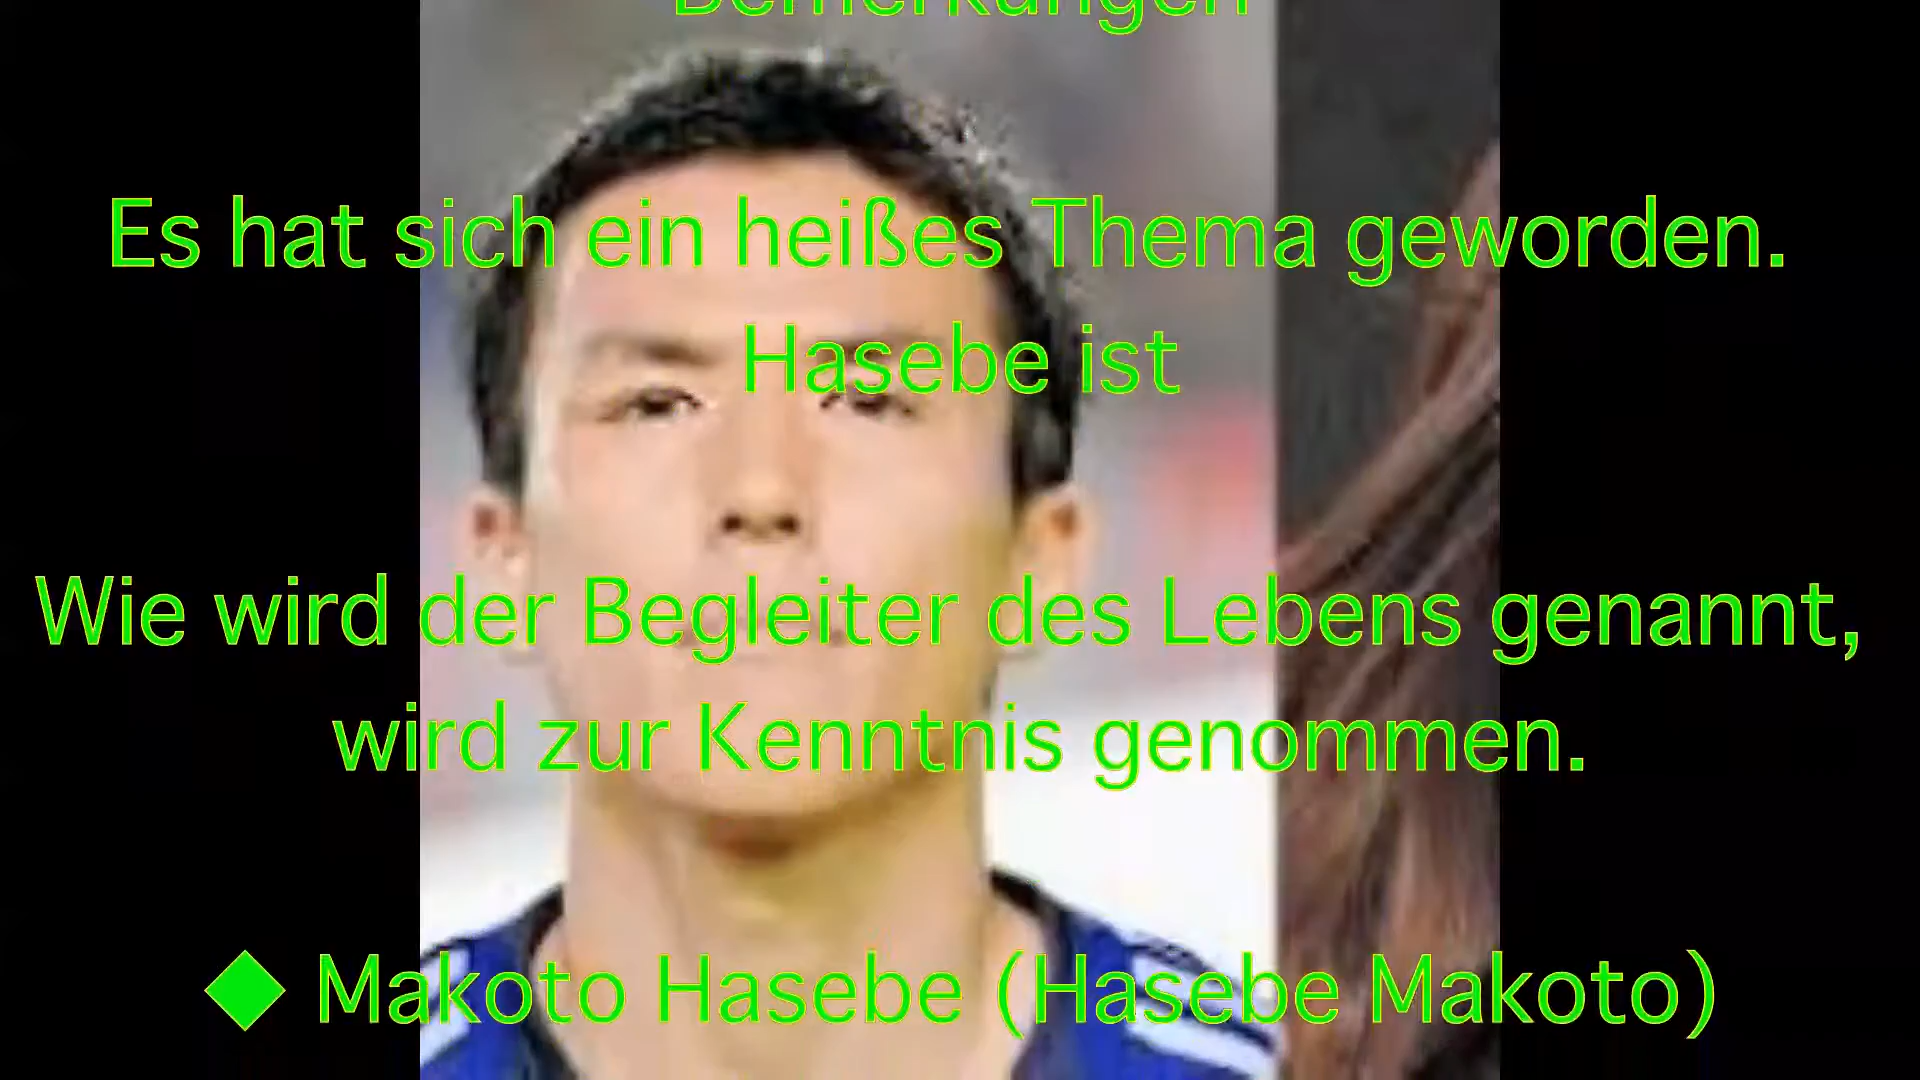 Bemerkungen
Es hat sich ein heißes Thema geworden.
Hasebe ist
Wie wird der Begleiter des Lebens genannt,
wird zur Kenntnis genommen.
◆ Makoto Hasebe (Hasebe Makoto)